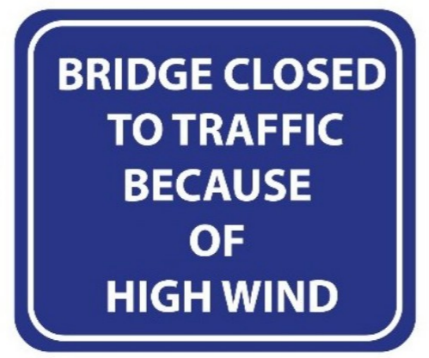 BRIDGE CLOSED
TO TRAFFIC
BECAUSE
OF
HIGH WIND